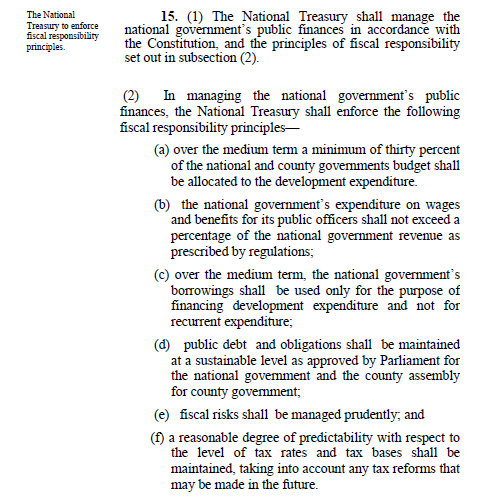 The National
Treasury to enforce
fiscal responsibility
principles.
15. (1) The National Treasury shall manage the
national government's public finances in accordance with
the Constitution, and the principles of fiscal responsibility
set out in subsection (2).
(2) In managing the national government's public
finances, the National Treasury shall enforce the following
fiscal responsibility principles—
(a) over the medium term a minimum of thirty percent
of the national and county governments budget shall
be allocated to the development expenditure.
(b) the national government's expenditure on wages
and benefits for its public officers shall not exceed a
percentage of the national government revenue as
prescribed by regulations;
(c) over the medium term, the national government's
borrowings shall be used only for the purpose of
financing development expenditure and not for
recurrent expenditure;
(d) public debt and obligations shall be maintained
at a sustainable level as approved by Parliament for
the national government and the county assembly
for county government;
(e) fiscal risks shall be managed prudently; and
(f) a reasonable degree of predictability with respect to
the level of tax rates and tax bases shall be
maintained, taking into account any tax reforms that
may be made in the future.